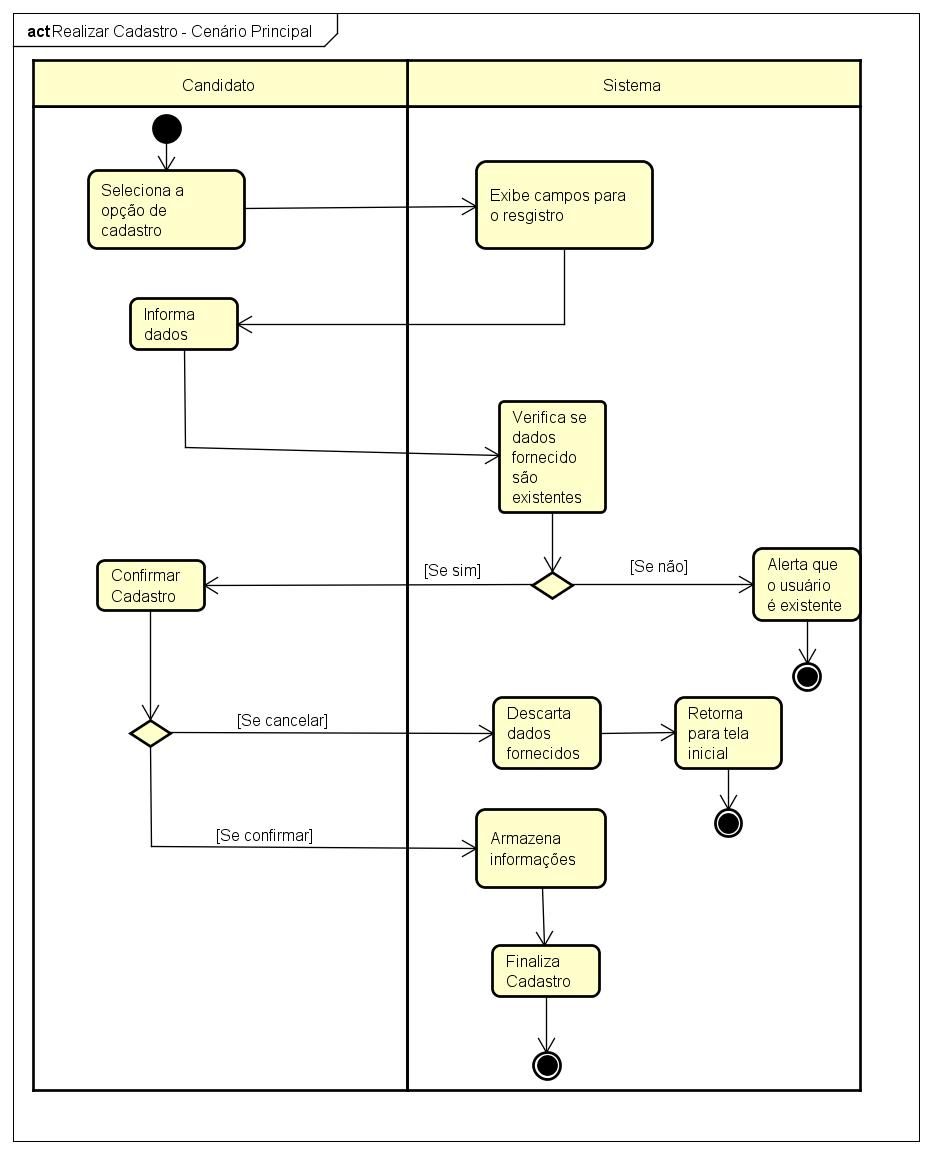 act Realizar Cadastro - Cenário Principal
Candidato
Sistema
Seleciona a
opção de
cadastro
Exibe campos para
o resgistro
Informa
dados
Verifica se
dados
fornecido
são
existentes
[Se sim]
[Se não]
Confirmar
Cadastro
Alerta que
o usuário
é existente
[Se cancelar]
Descarta
dados
fornecidos
Retorna
para tela
inicial
[Se confirmar]
Armazena
informações
Finaliza
Cadastro